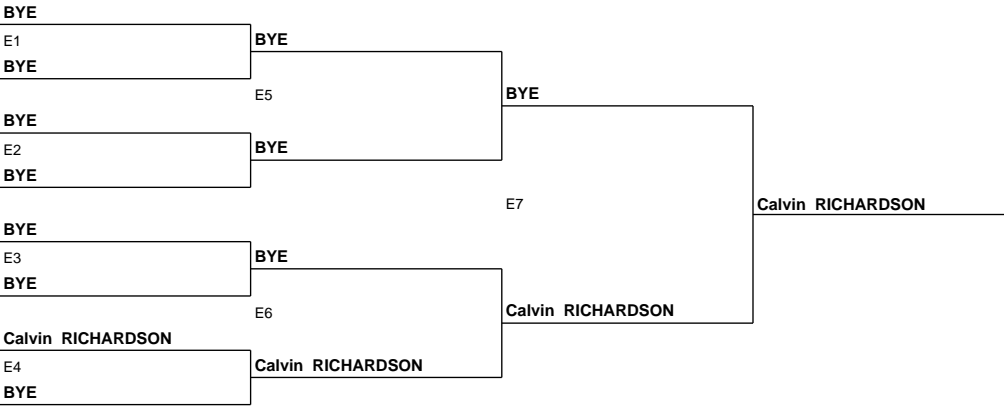 BYE
E1
BYE
BYE
E5
BYE
BYE
E2
BYE
BYE
E7
Calvin RICHARDSON
BYE
E3
BYE
BYE
E6
Calvin RICHARDSON
Calvin RICHARDSON
E4
Calvin RICHARDSON
BYE